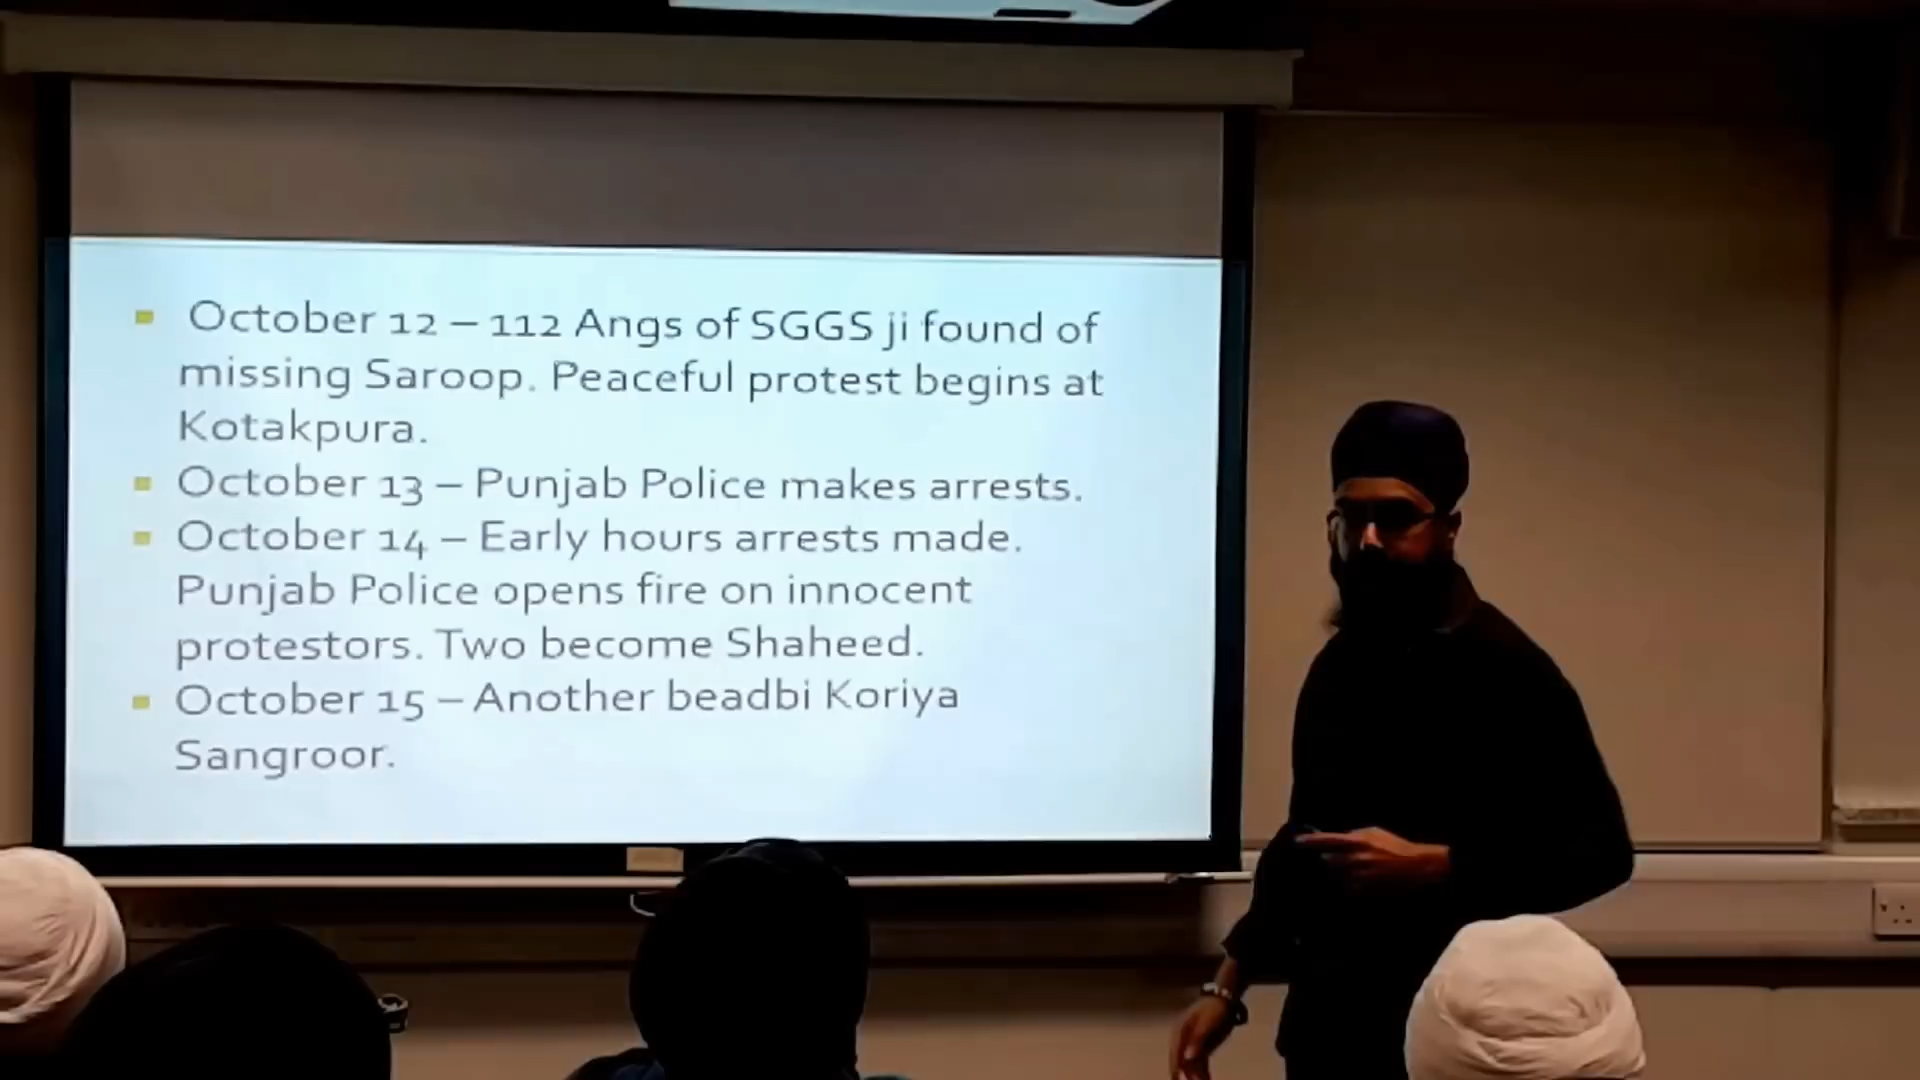 October 12 – 112 Angs of SGGS ji found of
missing Saroop. Peaceful protest begins at
Kotakpura.
October 13 – Punjab Police makes arrests.
October 14 – Early hours arrests made.
Punjab Police opens fire on innocent
protestors. Two become Shaheed.
October 15 – Another beadbi Koriya
Sangroor.